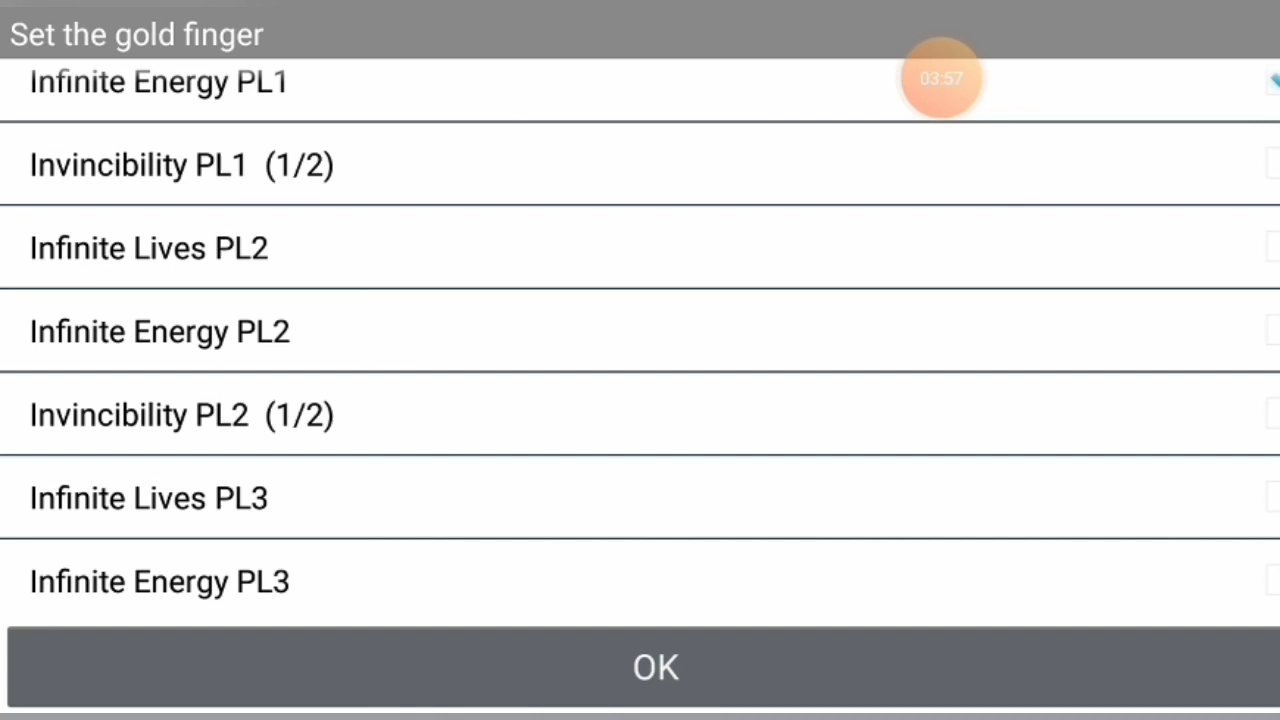 Set the gold finger
Infinite Energy PL1
03:57
Invincibility PL1 (1/2)
Infinite Lives PL2
Infinite Energy PL2
Invincibility PL2 (1/2)
Infinite Lives PL3
Infinite Energy PL3
OK